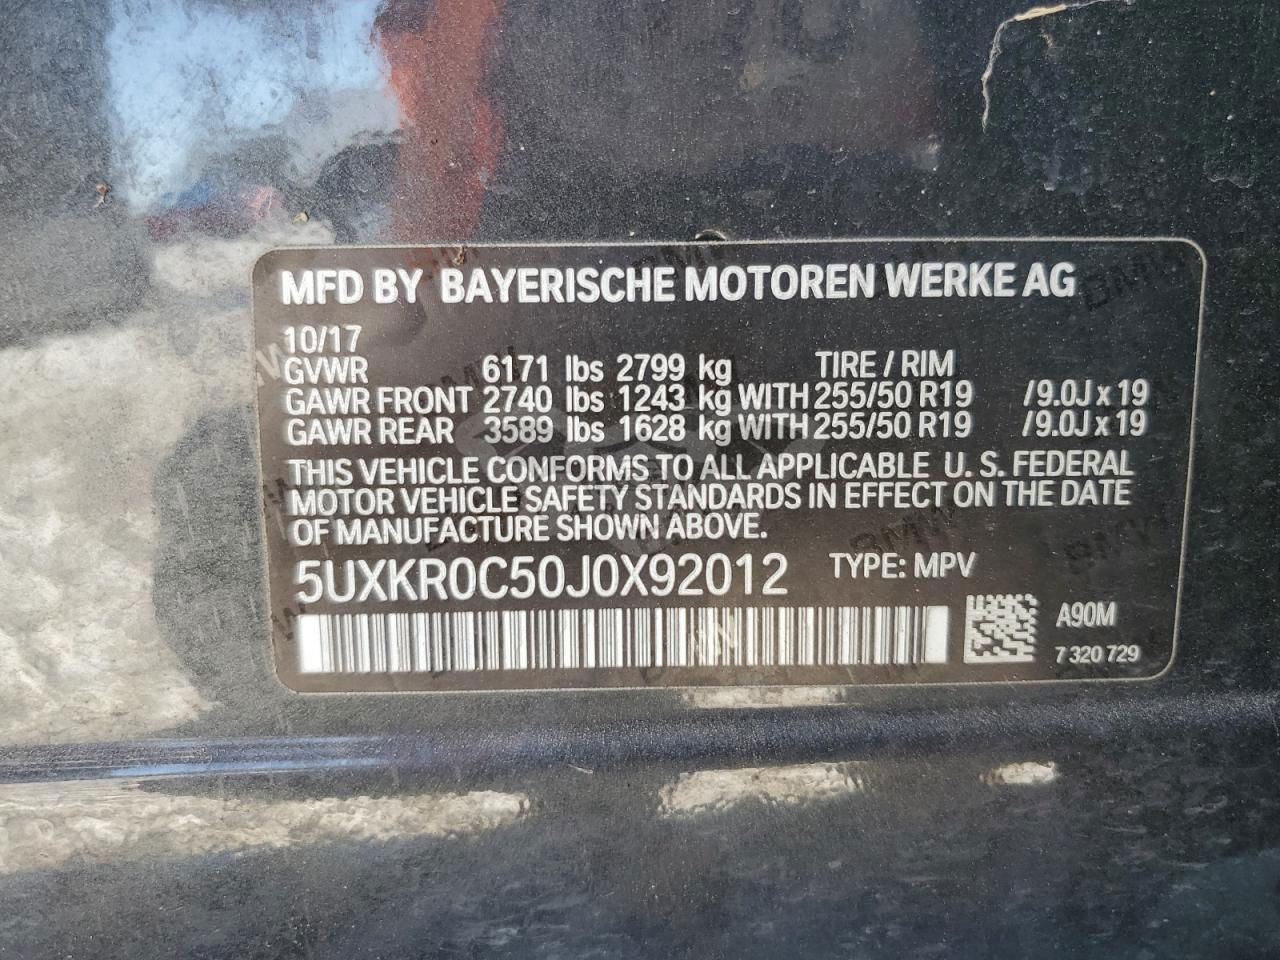 MFD BY BAYERISCHE MOTOREN WERKE AG
10/17
GVWR 6171 lbs 2799 kg TIRE / RIM
GAWR FRONT 2740 lbs 1243 kg WITH 255/50 R19 /9.0J x 19
GAWR REAR 3589 lbs 1628 kg WITH 255/50 R19 /9.0J x 19
THIS VEHICLE CONFORMS TO ALL APPLICABLE U. S. FEDERAL
MOTOR VEHICLE SAFETY STANDARDS IN EFFECT ON THE DATE
OF MANUFACTURE SHOWN ABOVE.
5UXKR0C50J0X92012 TYPE: MPV
A90M
7 320 729